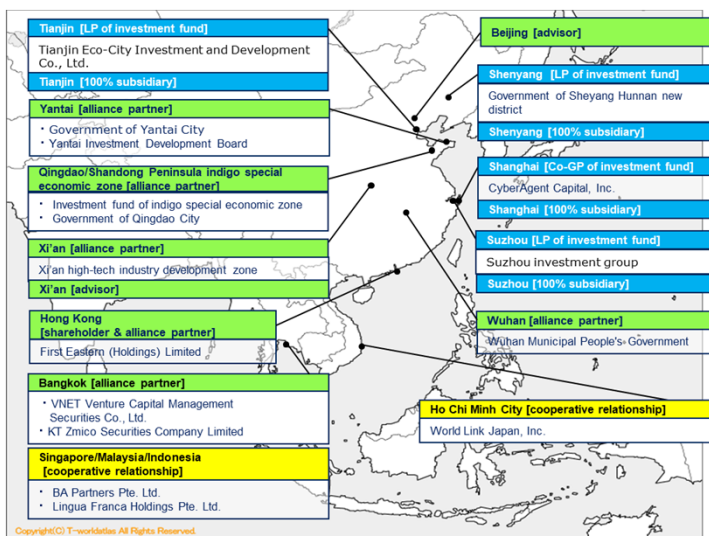 Tianjin [LP of investment fund]
Tianjin Eco-City Investment and Development
Co., Ltd.
Tianjin [100% subsidiary]
Yantai [alliance partner]
・Government of Yantai City
・Yantai Investment Development Board
Qingdao/Shandong Peninsula indigo special
economic zone [alliance partner]
・ Investment fund of indigo special economic zone
・ Government of Qingdao City
Xi'an [alliance partner]
Xi'an high-tech industry development zone
Xi'an [advisor]
Hong Kong
[shareholder & alliance partner]
First Eastern (Holdings) Limited
Bangkok [alliance partner]
・ VNET Venture Capital Management
Securities Co., Ltd.
・KT Zmico Securities Company Limited
Singapore/Malaysia/Indonesia
[cooperative relationship]
・ BA Partners Pte. Ltd.
・ Lingua Franca Holdings Pte. Ltd.
Beijing [advisor]
Shenyang [LP of investment fund]
Government of Sheyang Hunnan new
district
Shenyang [100% subsidiary]
Shanghai [Co-GP of investment fund]
CyberAgent Capital, Inc.
Shanghai [100% subsidiary]
Suzhou [LP of investment fund]
Suzhou investment group
Suzhou [100% subsidiary]
Wuhan [alliance partner]
Wuhan Municipal People's Government
Ho Chi Minh City [cooperative relationship]
World Link Japan, Inc.
Copyright(C) T-worldatlas All Rights Reserved.